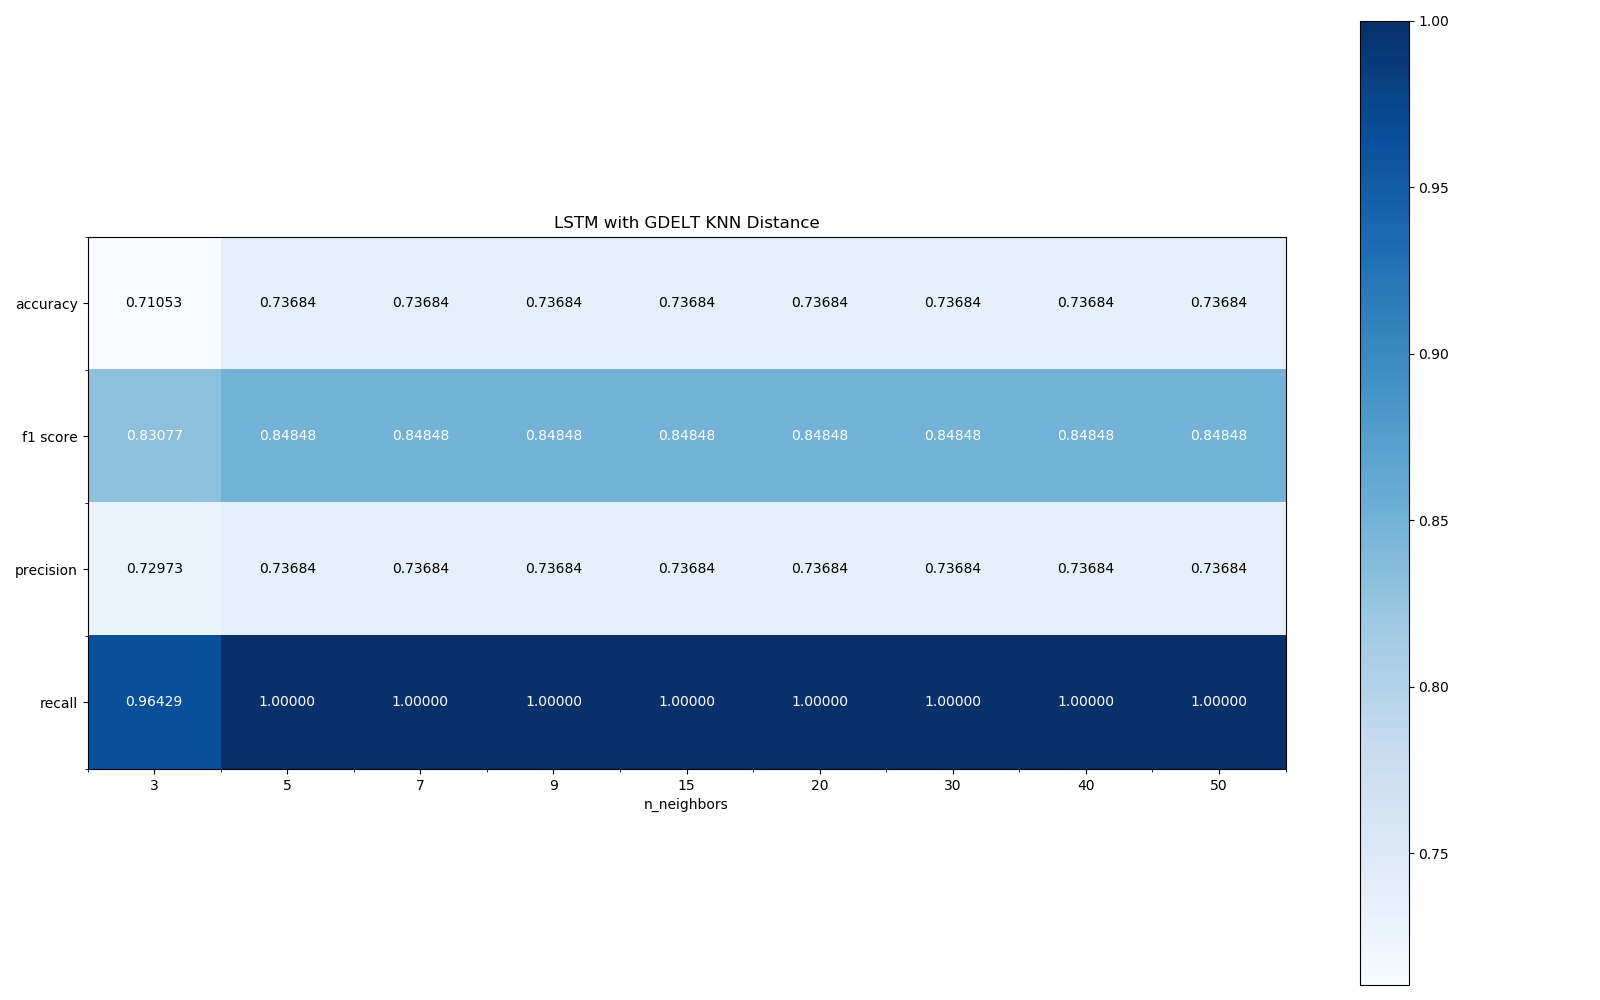 LSTM with GDELT KNN Distance
accuracy 0.71053 0.73684 0.73684 0.73684 0.73684 0.73684 0.73684 0.73684 0.73684
f1 score 0.83077 0.84848 0.84848 0.84848 0.84848 0.84848 0.84848 0.84848 0.84848
precision 0.72973 0.73684 0.73684 0.73684 0.73684 0.73684 0.73684 0.73684 0.73684
recall 0.96429 1.00000 1.00000 1.00000 1.00000 1.00000 1.00000 1.00000 1.00000
3 5 7 9 15 20 30 40 50
n_neighbors
1.00
0.95
0.90
0.85
0.80
0.75